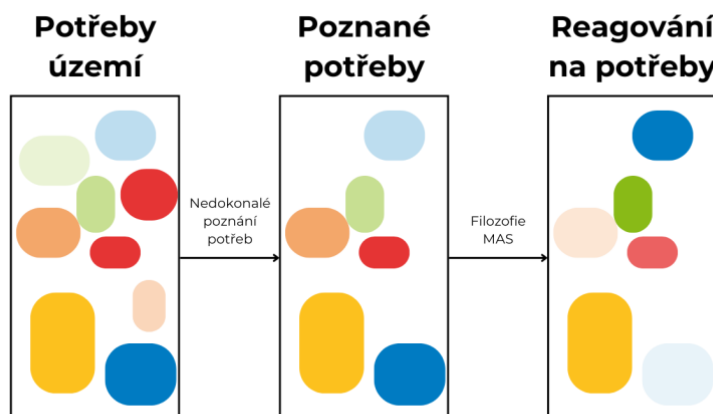 Potřeby
území
Poznané
potřeby
Reagování
na potřeby
Nedokonalé
poznání
potřeb
Filozofie
MAS